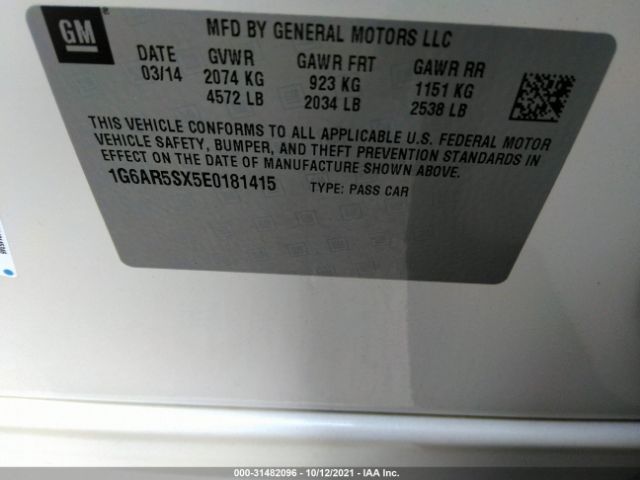 GM
MFD BY GENERAL MOTORS LLC
DATE GVWR GAWR FRT GAWR RR
03/14 2074 KG 923 KG 1151 KG
4572 LB 2034 LB 2538 LB
THIS VEHICLE CONFORMS TO ALL APPLICABLE U.S. FEDERAL MOTOR
VEHICLE SAFETY, BUMPER, AND THEFT PREVENTION STANDARDS IN
EFFECT ON THE DATE OF MANUFACTURE SHOWN ABOVE.
1G6AR5SX5E0181415 TYPE: PASS CAR
000-31482096 - 10/12/2021 - IAA Inc.